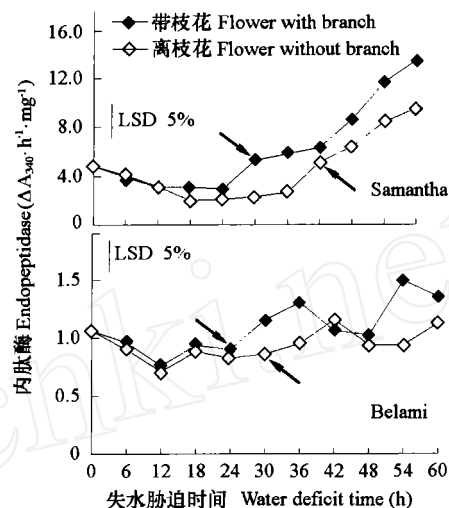 带枝花 Flower with branch
离枝花 Flower without branch
16.0
12.0
8.0
4.0
0
LSD 5%
Samantha
内肽酶 Endopeptidase (ΔA₃₄₀· h⁻¹·mg⁻¹)
LSD 5%
1.5
1.0
0.5
0
Belami
0 6 12 18 24 30 36 42 48 54 60
失水胁迫时间 Water deficit time (h)